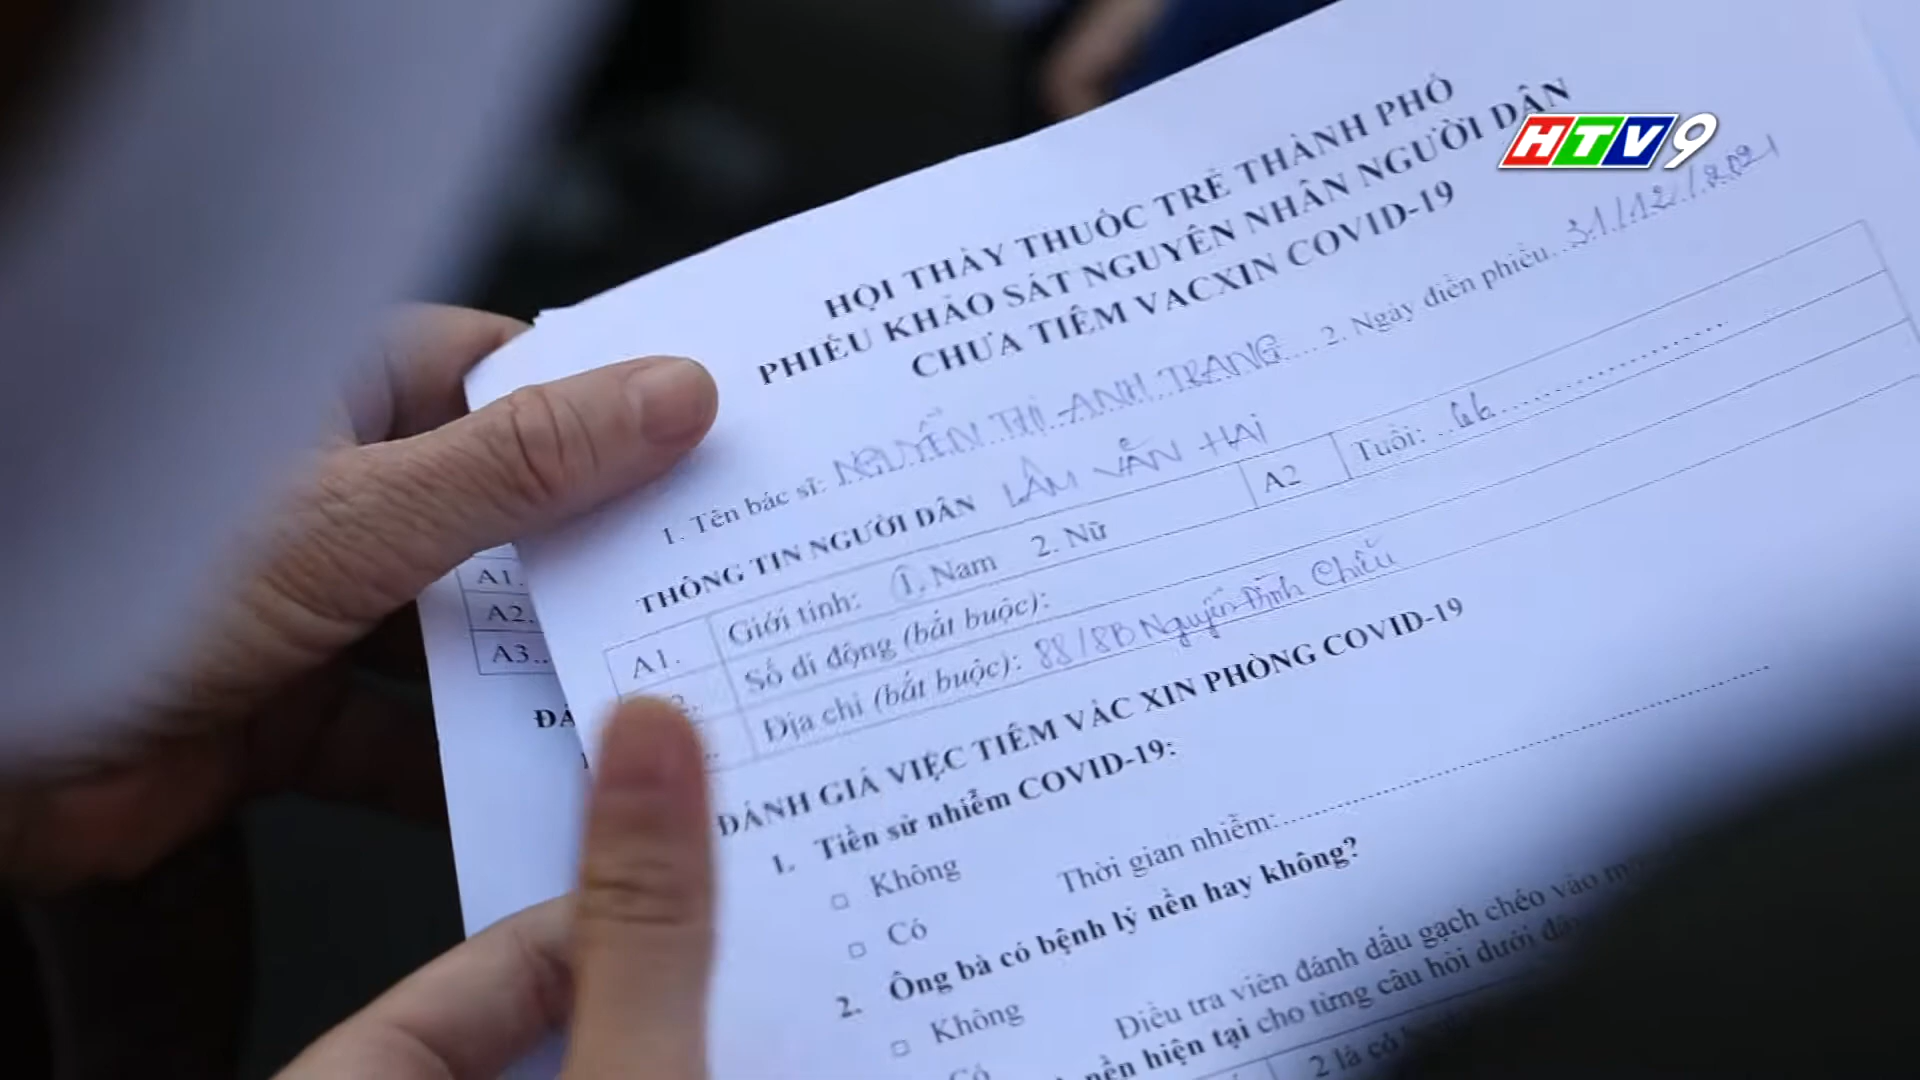 HTV9
HỘI THẦY THUỐC TRẺ THÀNH PHỐ
PHIẾU KHẢO SÁT NGUYÊN NHÂN NGƯỜI DÂN
CHƯA TIÊM VACXIN COVID-19
1. Tên bác sĩ: NGUYỄN THỊ ANH TRANG 2. Ngày điền phiếu 31/12/2021
THÔNG TIN NGƯỜI DÂN LÂM VĂN HAI
A1. Giới tính: 1. Nam 2. Nữ A2 Tuổi:
Số di động (bắt buộc):
Địa chỉ (bắt buộc): 88/8B Nguyễn Đình Chiểu
A1.
A2.
A3..
ĐÁNH GIÁ VIỆC TIÊM VẮC XIN PHÒNG COVID-19
1. Tiền sử nhiễm COVID-19:
Không
Có Thời gian nhiễm:
2. Ông bà có bệnh lý nền hay không?
Không Điều tra viên đánh dấu gạch chéo vào
Có nền hiện tại cho từng câu hỏi dưới
2 là có